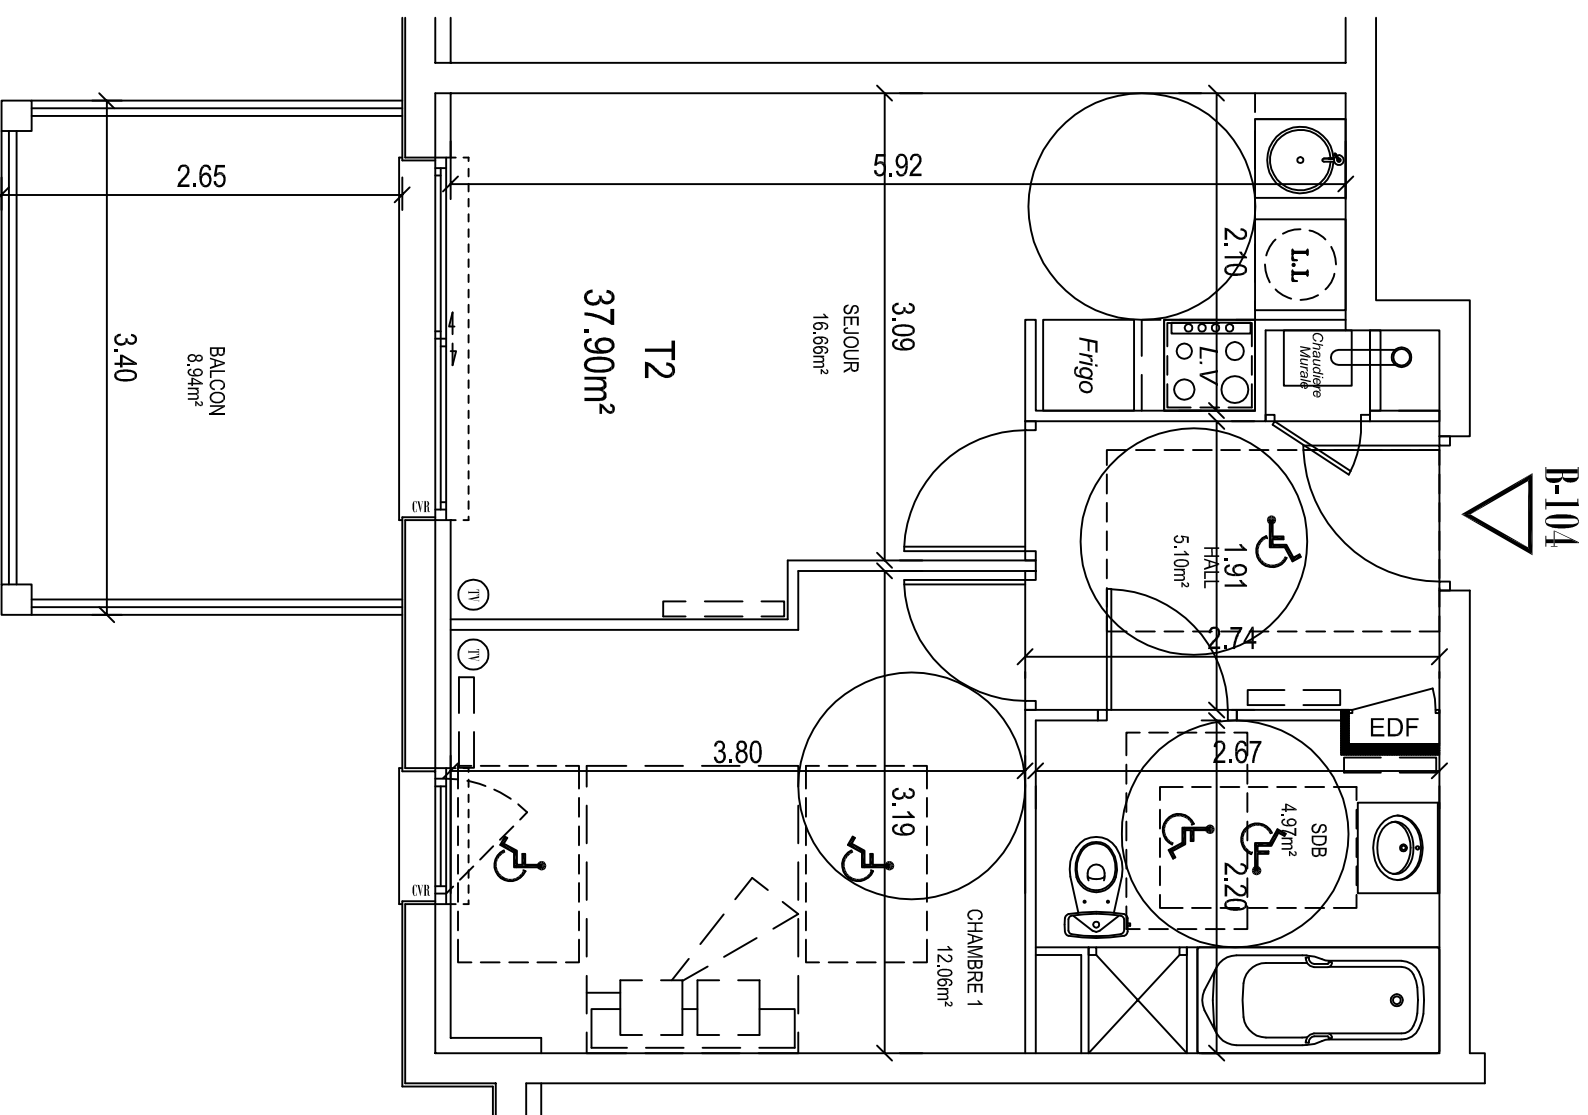 B-104
2.65
5.92
2.10
L.L
3.40
BALCON
8.94m²
T2
37.90m²
SEJOUR
16.66m²
3.09
Frigo
L.V
Chaudiere
Murale
CVR
1.91
HALL
5.10m²
2.74
TV
TV
EDF
3.80
2.67
3.19
SDB
4.97m²
2.20
CVR
CHAMBRE 1
12.06m²